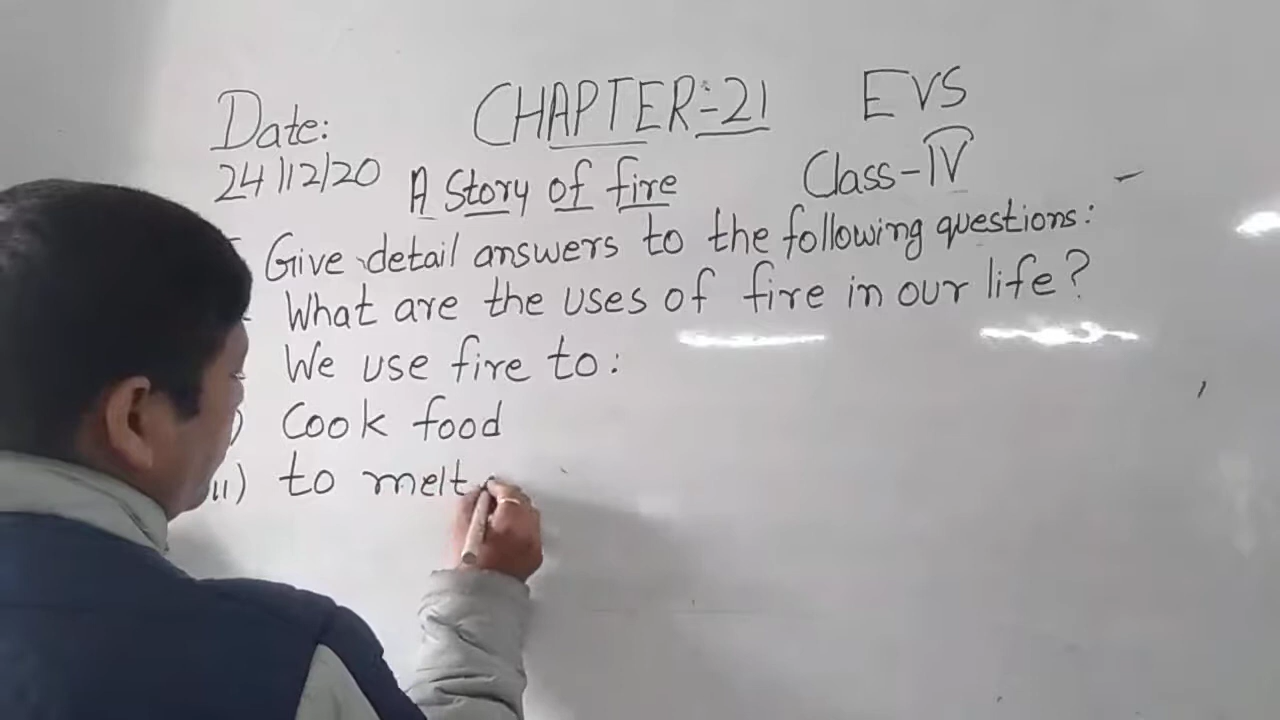 Date: CHAPTER:-21 EVS
24/12/20 A Story of fire Class-IV
Give detail answers to the following questions:
What are the uses of fire in our life?
We use fire to:
) Cook food
ii) to melt